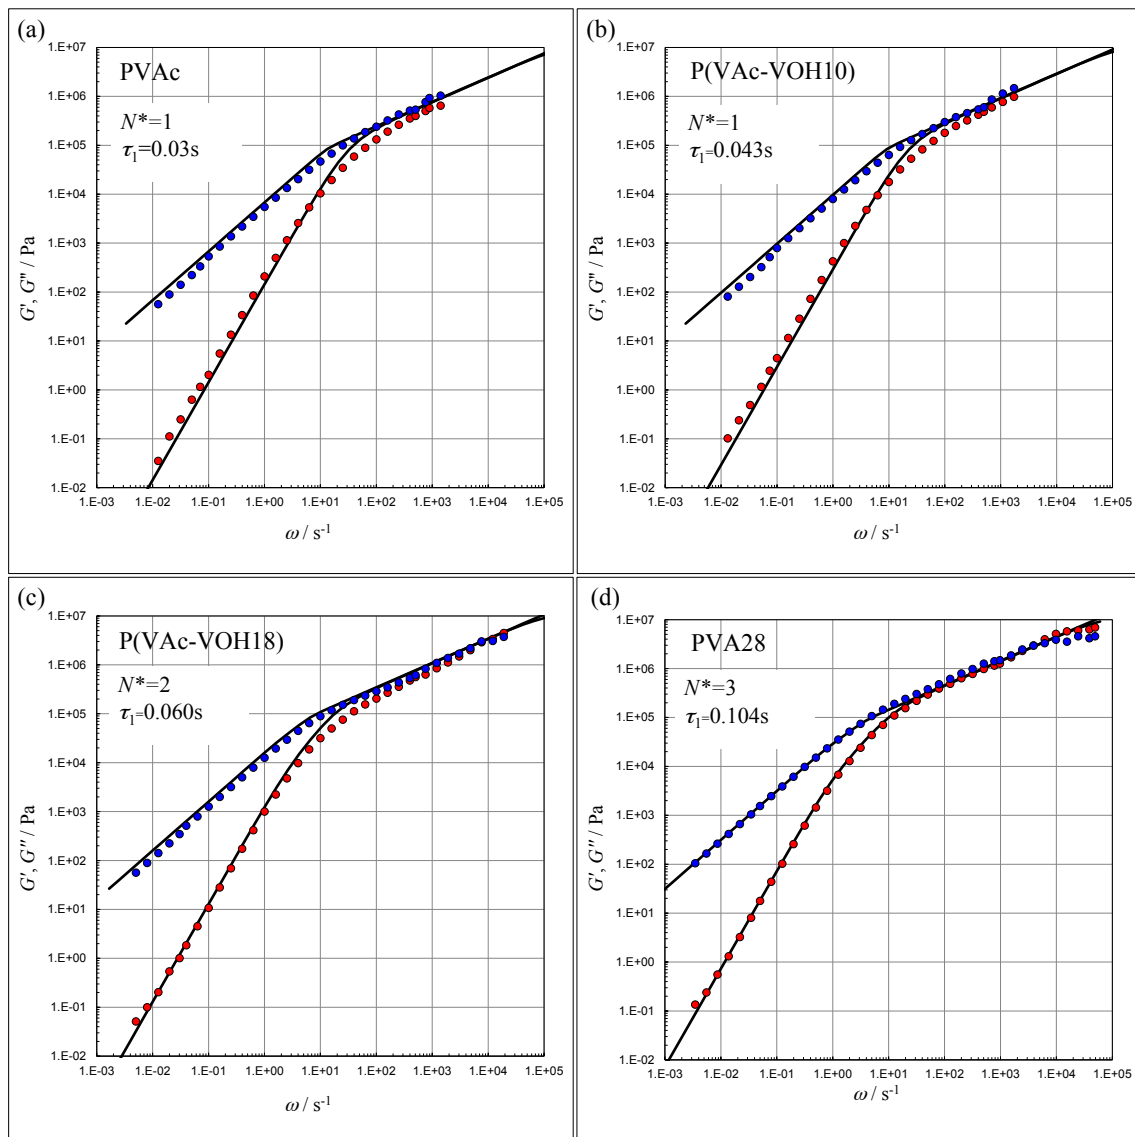 (a)
PVAc
N*=1
τ₁=0.03s
G', G'' / Pa
1.E+07
1.E+06
1.E+05
1.E+04
1.E+03
1.E+02
1.E+01
1.E+00
1.E-01
1.E-02
1.E-03 1.E-02 1.E-01 1.E+00 1.E+01 1.E+02 1.E+03 1.E+04 1.E+05
ω / s⁻¹
(b)
P(VAc-VOH10)
N*=1
τ₁=0.043s
G', G'' / Pa
1.E+07
1.E+06
1.E+05
1.E+04
1.E+03
1.E+02
1.E+01
1.E+00
1.E-01
1.E-02
1.E-03 1.E-02 1.E-01 1.E+00 1.E+01 1.E+02 1.E+03 1.E+04 1.E+05
ω / s⁻¹
(c)
P(VAc-VOH18)
N*=2
τ₁=0.060s
G', G'' / Pa
1.E+07
1.E+06
1.E+05
1.E+04
1.E+03
1.E+02
1.E+01
1.E+00
1.E-01
1.E-02
1.E-03 1.E-02 1.E-01 1.E+00 1.E+01 1.E+02 1.E+03 1.E+04 1.E+05
ω / s⁻¹
(d)
PVA28
N*=3
τ₁=0.104s
G', G'' / Pa
1.E+07
1.E+06
1.E+05
1.E+04
1.E+03
1.E+02
1.E+01
1.E+00
1.E-01
1.E-02
1.E-03 1.E-02 1.E-01 1.E+00 1.E+01 1.E+02 1.E+03 1.E+04 1.E+05
ω / s⁻¹